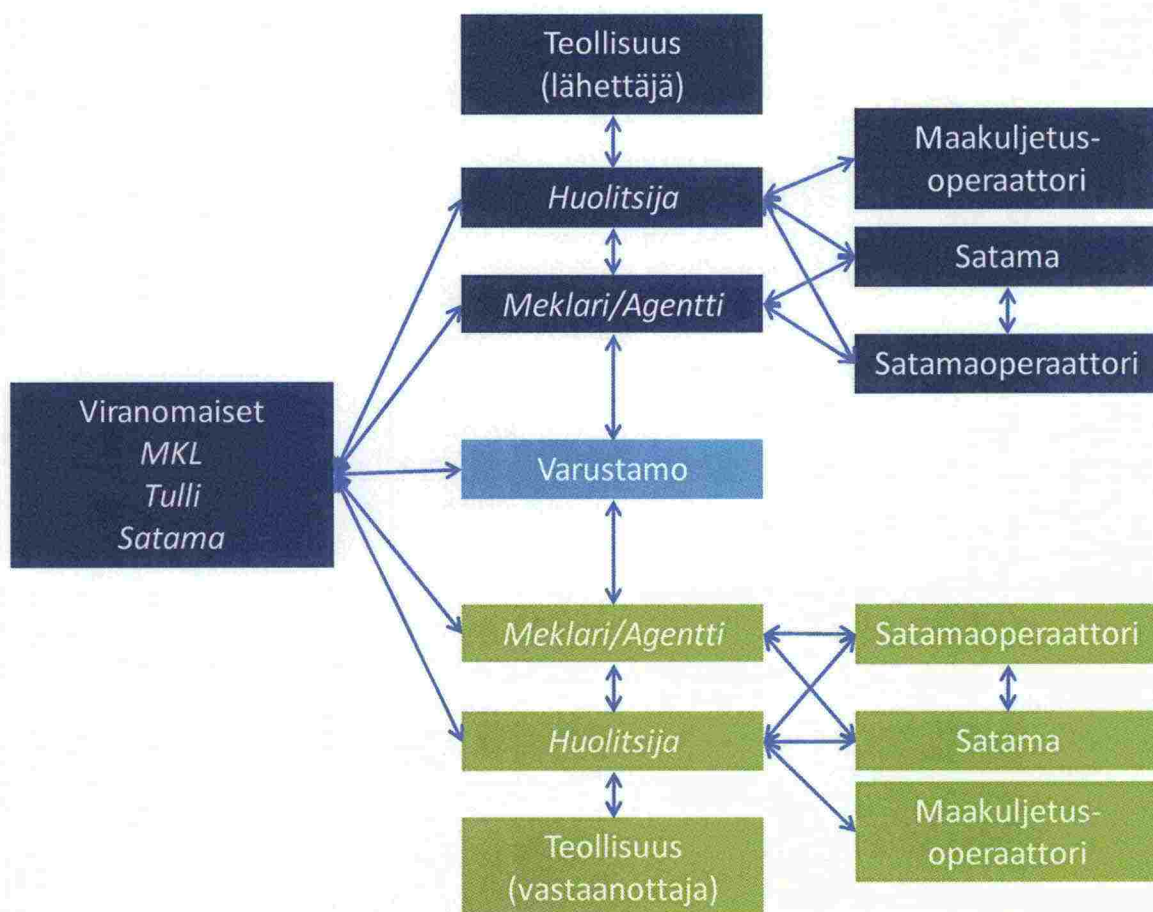 Teollisuus
(lähettäjä)
Huolitsija
Meklari/Agentti
Maakuljetus-
operaattori
Satama
Satamaoperaattori
Viranomaiset
MKL
Tulli
Satama
Varustamo
Meklari/Agentti
Huolitsija
Teollisuus
(vastaanottaja)
Satamaoperaattori
Satama
Maakuljetus-
operaattori